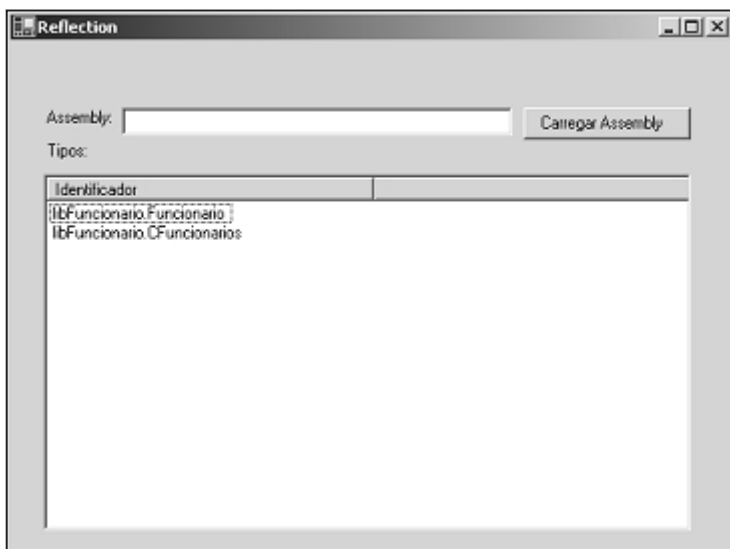 Reflection
Assembly:
Carregar Assembly
Tipos:
Identificador
libFuncionario.Funcionario
libFuncionario.CFuncionarios